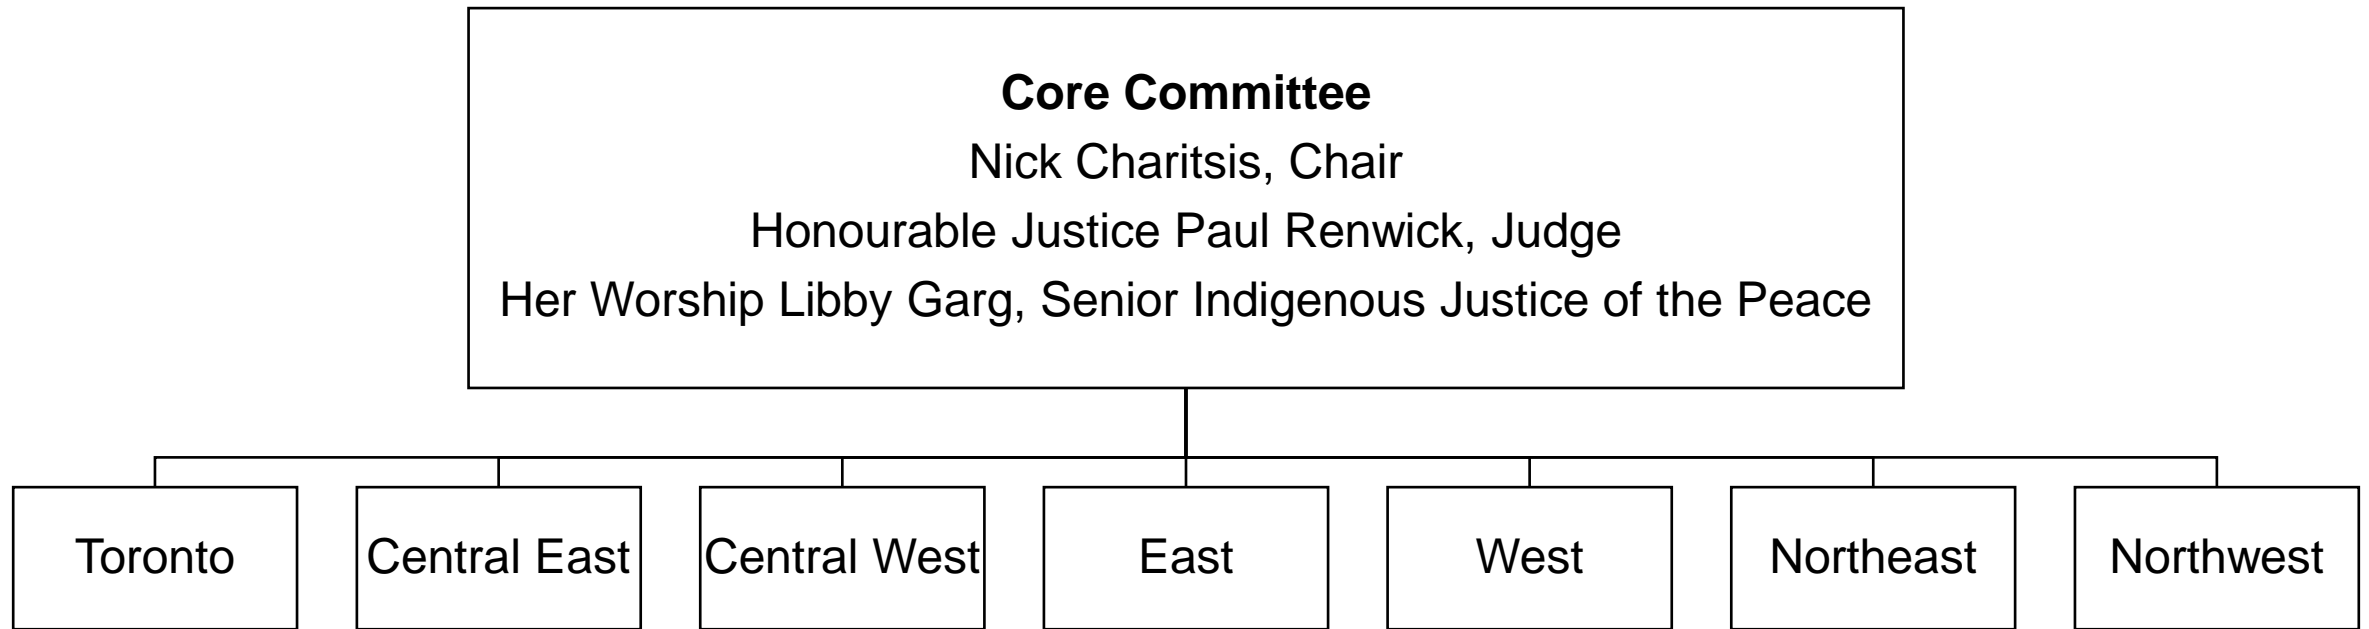 Core Committee
Nick Charitsis, Chair
Honourable Justice Paul Renwick, Judge
Her Worship Libby Garg, Senior Indigenous Justice of the Peace
Toronto
Central East
Central West
East
West
Northeast
Northwest